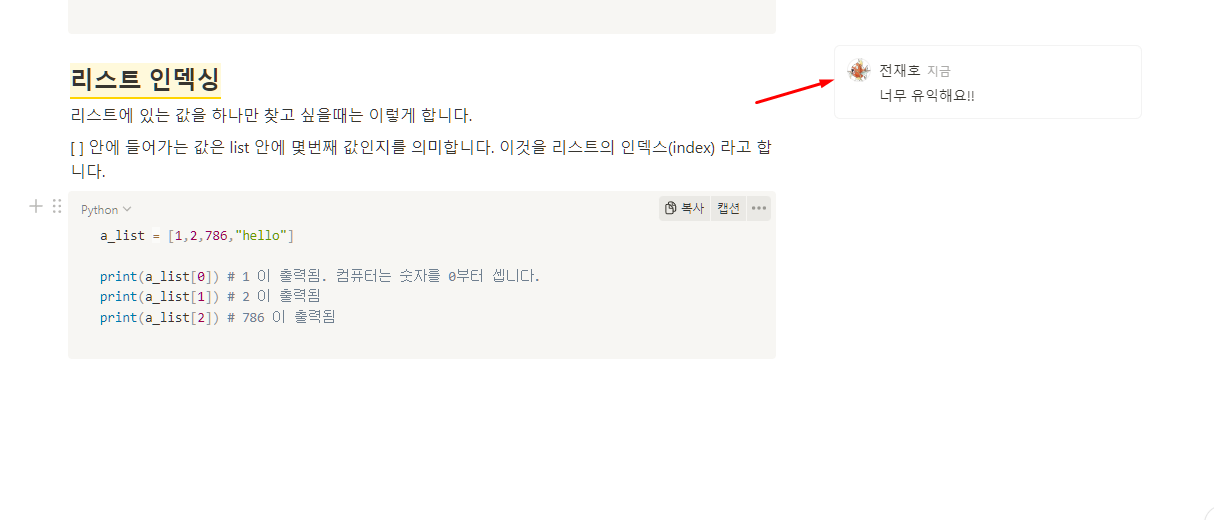 리스트 인덱싱
전재호 지금
너무 유익해요!!
리스트에 있는 값을 하나만 찾고 싶을때는 이렇게 합니다.
[ ] 안에 들어가는 값은 list 안에 몇번째 값인지를 의미합니다. 이것을 리스트의 인덱스(index) 라고 합
니다.
Python 복사 캡션
a_list = [1,2,786,"hello"]
print(a_list[0]) # 1 이 출력됨. 컴퓨터는 숫자를 0부터 셉니다.
print(a_list[1]) # 2 이 출력됨
print(a_list[2]) # 786 이 출력됨